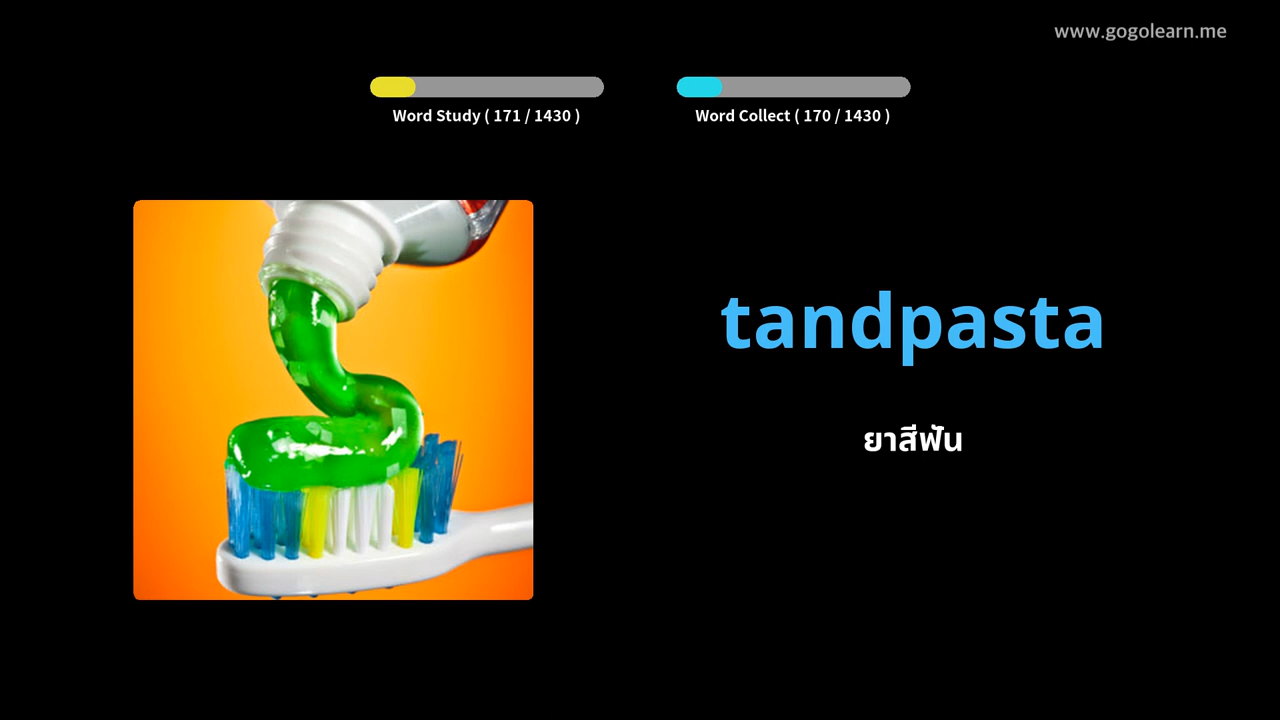 www.gogolearn.me
Word Study ( 171 / 1430 )
Word Collect ( 170 / 1430 )
tandpasta
ยาสีฟัน